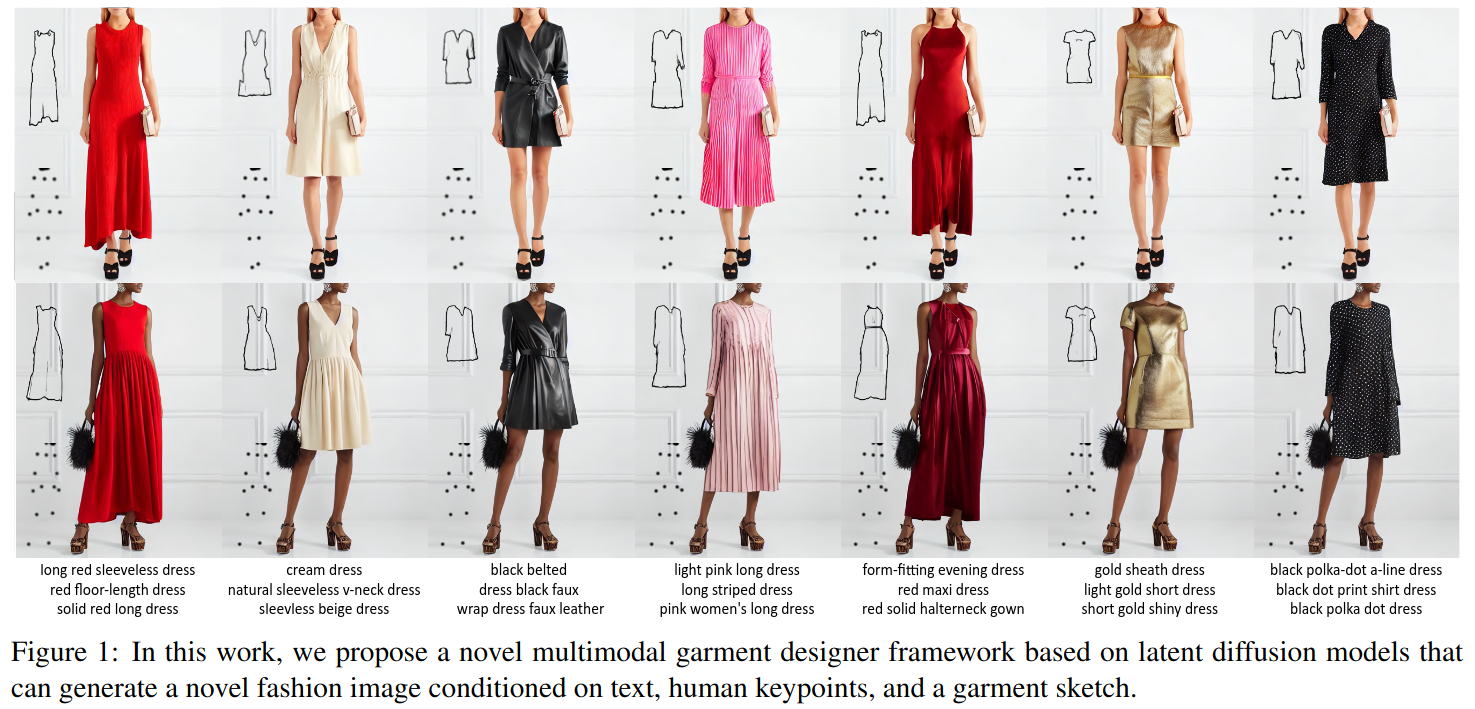 long red sleeveless dress
red floor-length dress
solid red long dress
cream dress
natural sleeveless v-neck dress
sleevless beige dress
black belted
dress black faux
wrap dress faux leather
light pink long dress
long striped dress
pink women's long dress
form-fitting evening dress
red maxi dress
red solid halterneck gown
gold sheath dress
light gold short dress
short gold shiny dress
black polka-dot a-line dress
black dot print shirt dress
black polka dot dress
Figure 1: In this work, we propose a novel multimodal garment designer framework based on latent diffusion models that
can generate a novel fashion image conditioned on text, human keypoints, and a garment sketch.